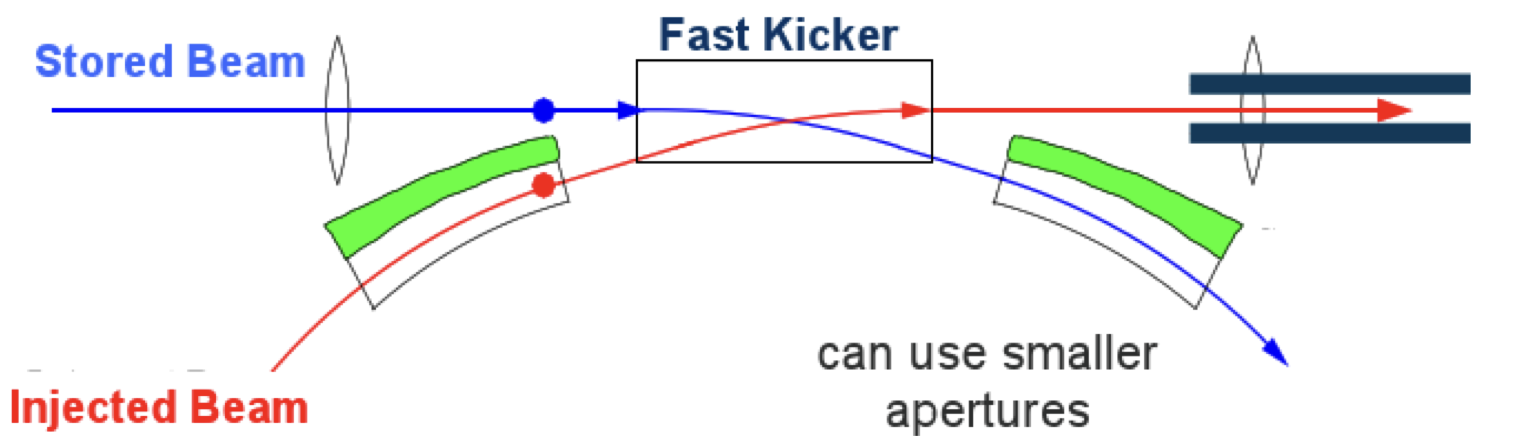 Fast Kicker
Stored Beam
can use smaller
apertures
Injected Beam